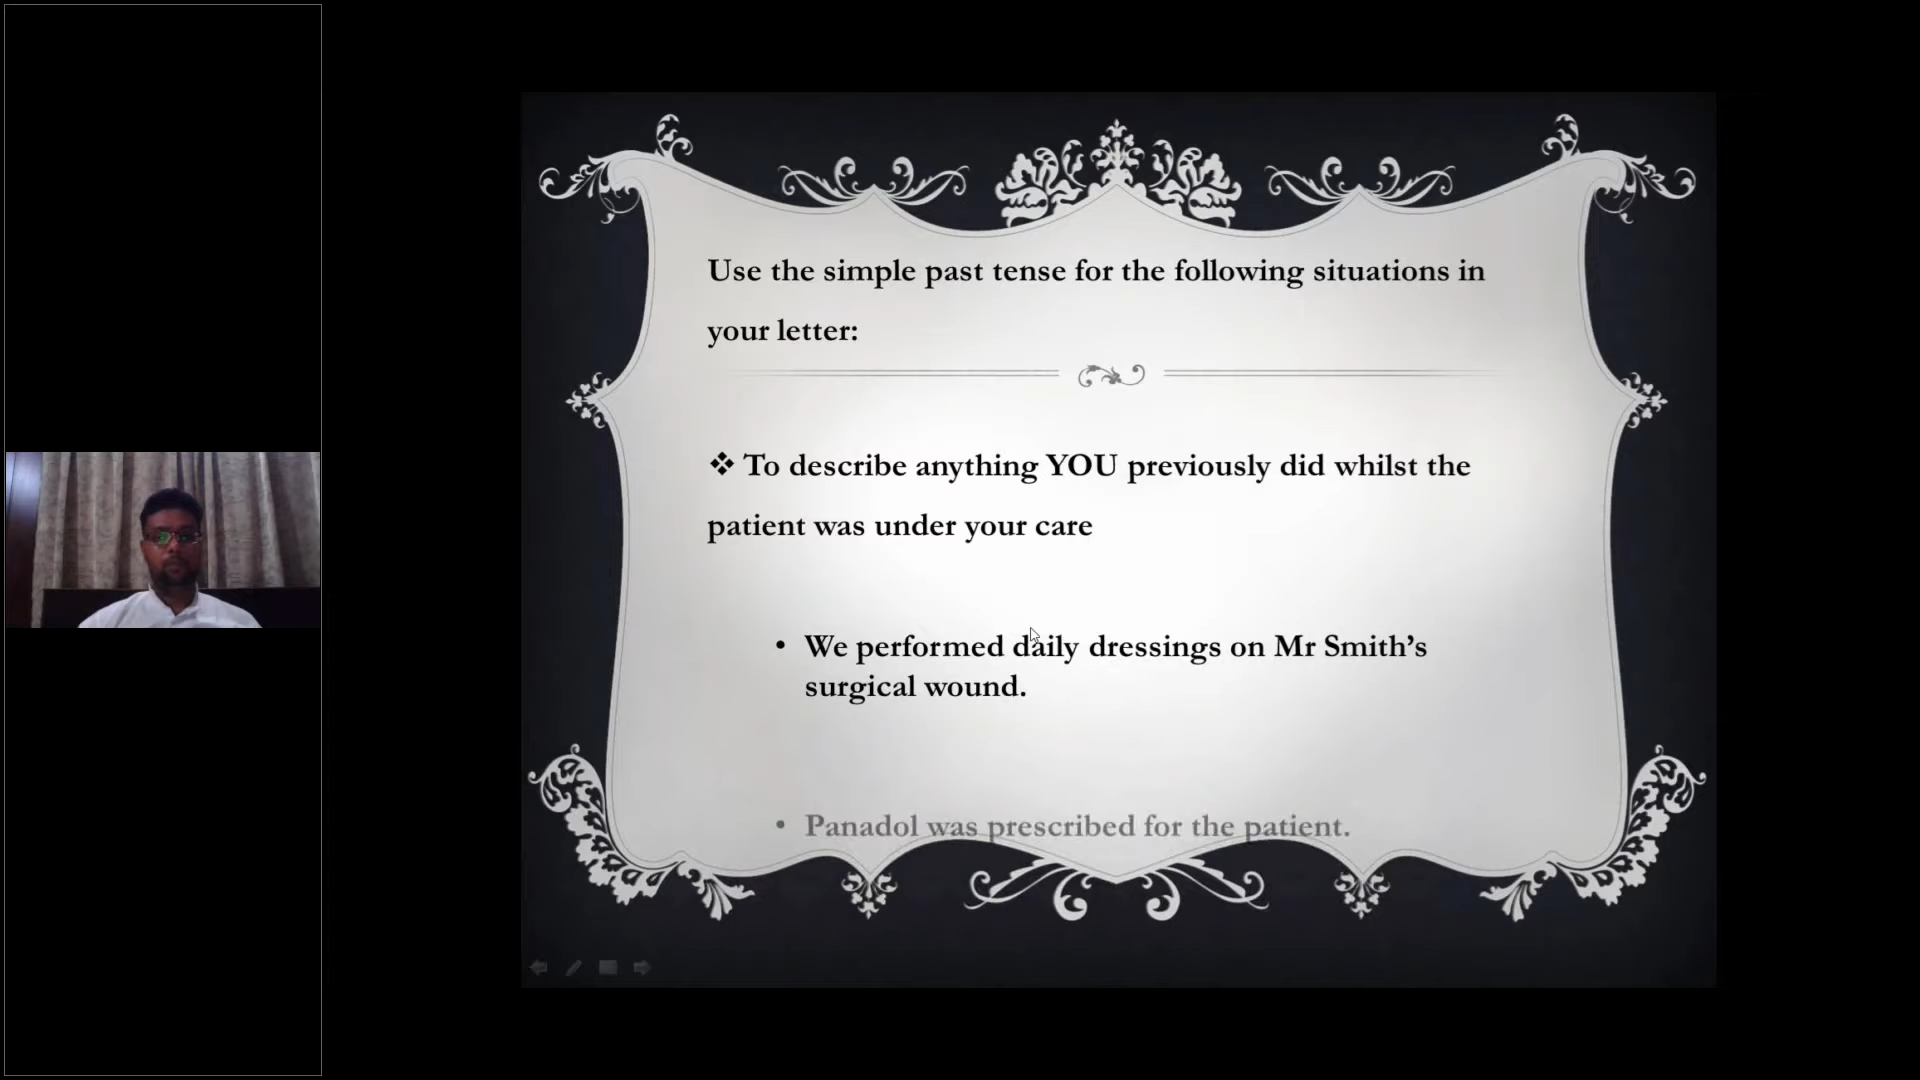 Use the simple past tense for the following situations in
your letter:
❖ To describe anything YOU previously did whilst the
patient was under your care
• We performed daily dressings on Mr Smith’s
surgical wound.
• Panadol was prescribed for the patient.